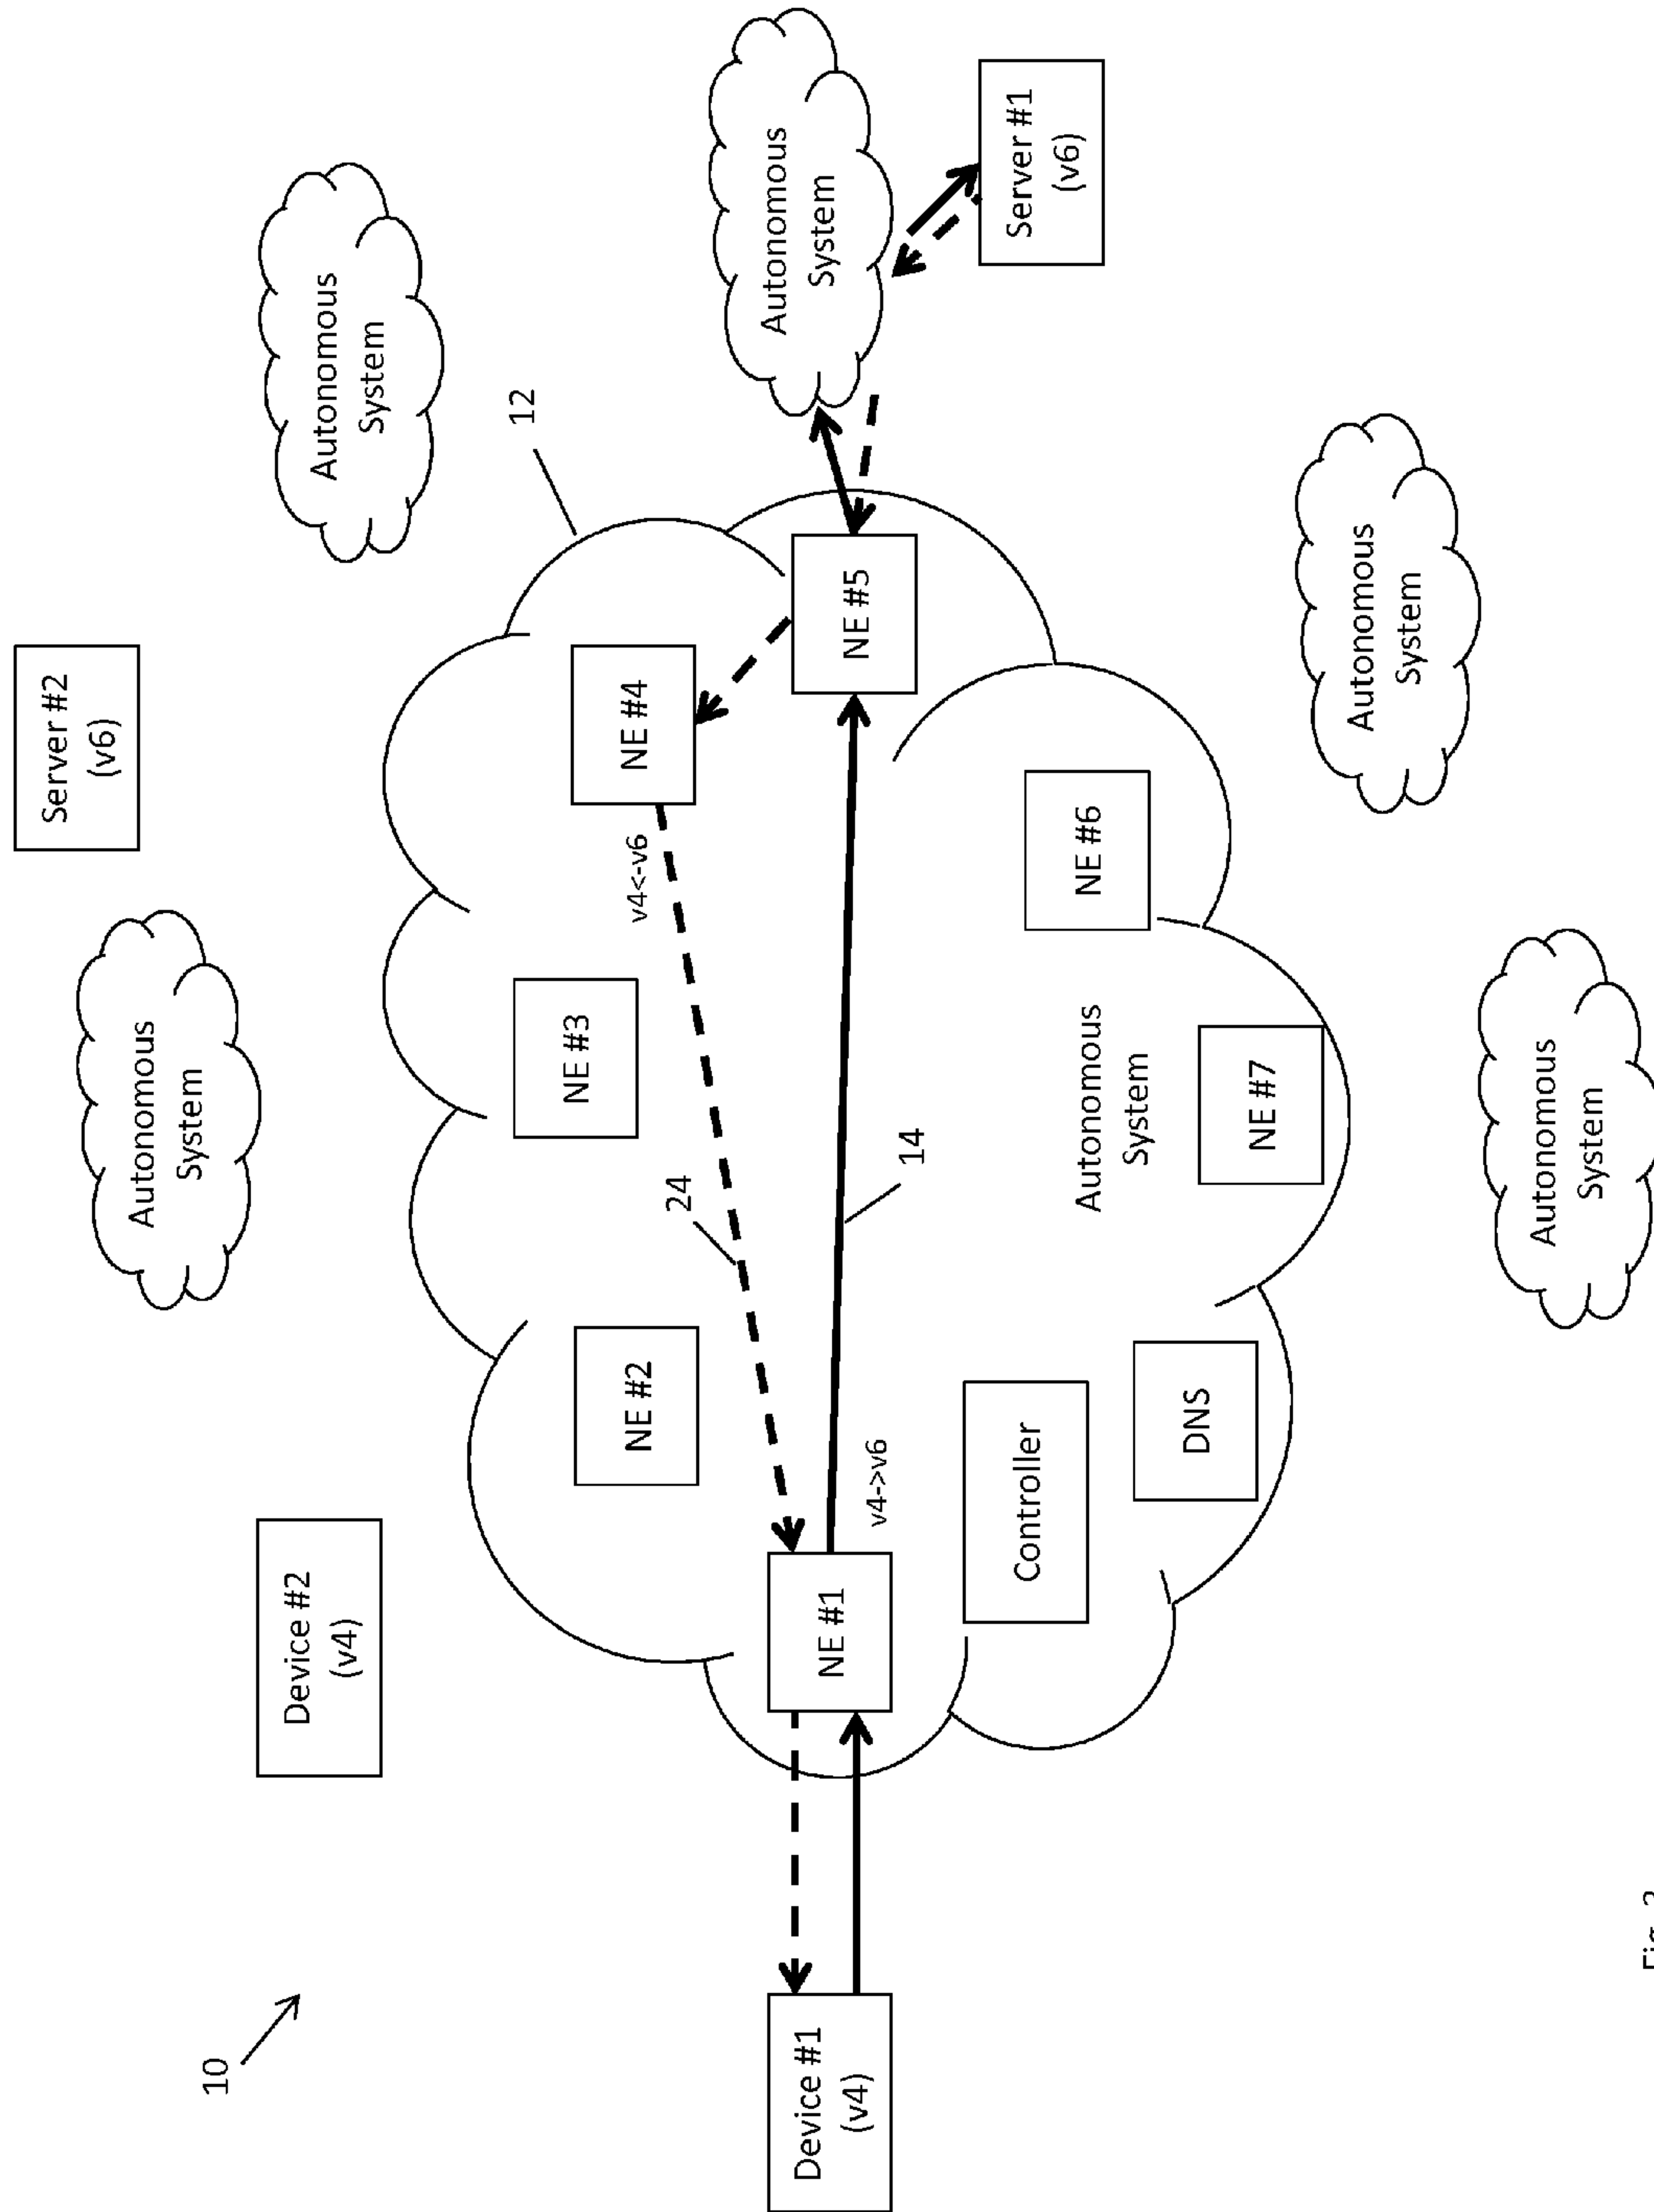 Server #2
(v6)
Autonomous
System
10
Device #2
(v4)
Autonomous
System
12
NE #3
NE #2
NE #4
v4<-v6
24
Autonomous
System
Device #1
(v4)
NE #1
NE #5
v4->v6
14
Server #1
(v6)
Controller
NE #6
Autonomous
System
DNS
NE #7
Autonomous
System
Autonomous
System
Fig.